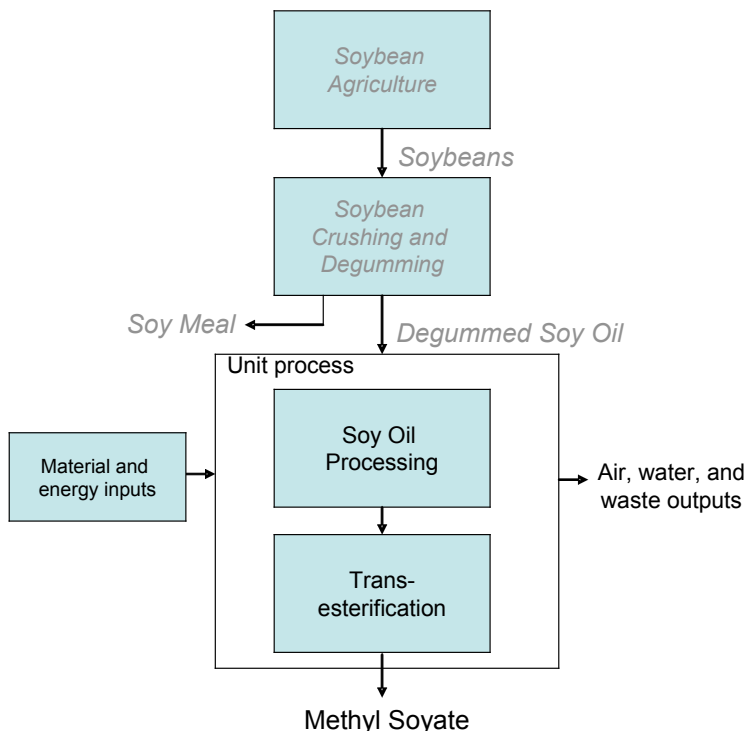 Soybean
Agriculture
Soybeans
Soybean
Crushing and
Degumming
Soy Meal
Degummed Soy Oil
Unit process
Soy Oil
Processing
Material and
energy inputs
Air, water, and
waste outputs
Trans-
esterification
Methyl Soyate